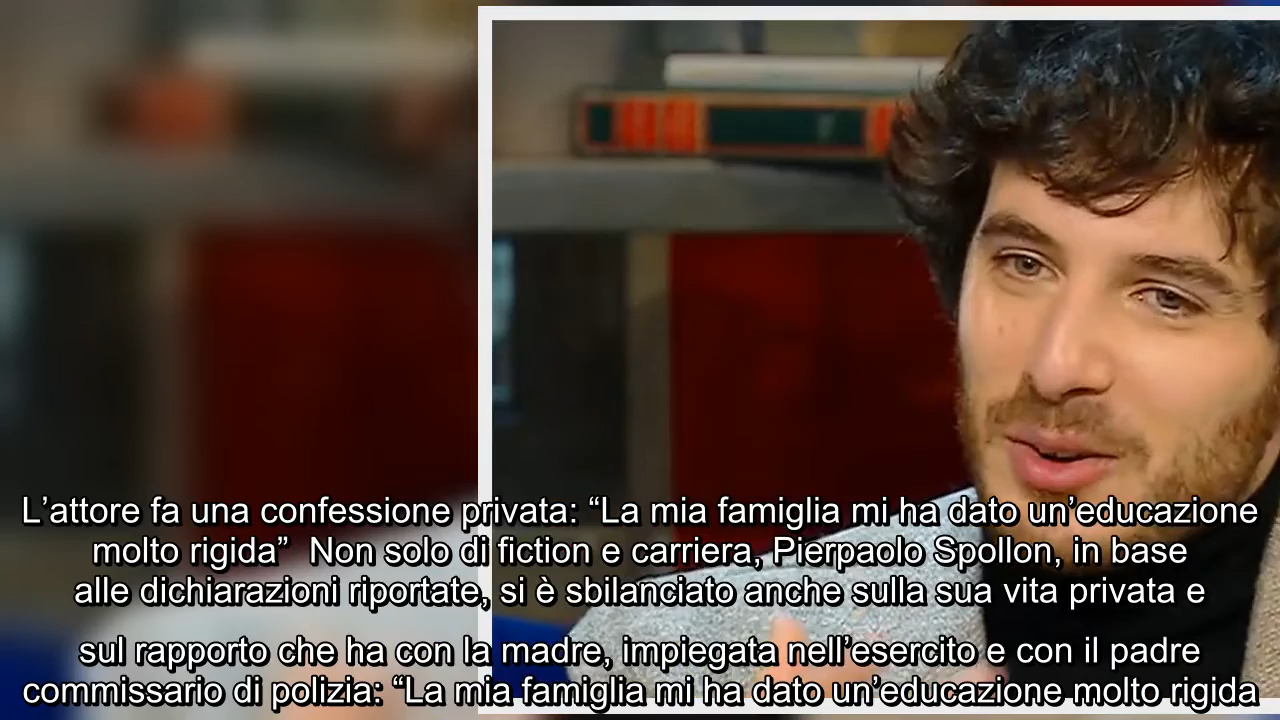 L’attore fa una confessione privata: “La mia famiglia mi ha dato un’educazione
molto rigida”  Non solo di fiction e carriera, Pierpaolo Spollon, in base
alle dichiarazioni riportate, si è sbilanciato anche sulla sua vita privata e
sul rapporto che ha con la madre, impiegata nell’esercito e con il padre
commissario di polizia: “La mia famiglia mi ha dato un’educazione molto rigida